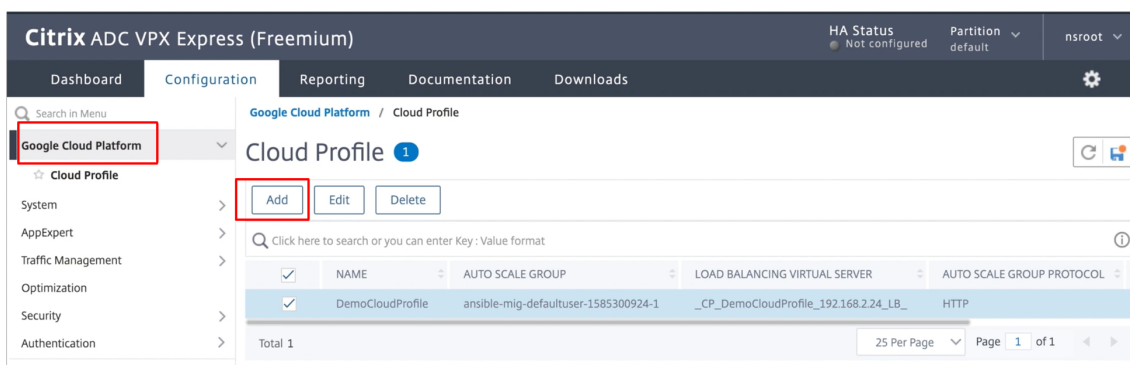 Citrix ADC VPX Express (Freemium)
HA Status
Not configured
Partition
default
nsroot
Dashboard
Configuration
Reporting
Documentation
Downloads
Search in Menu
Google Cloud Platform
Cloud Profile
System
AppExpert
Traffic Management
Optimization
Security
Authentication
Google Cloud Platform / Cloud Profile
Cloud Profile 1
Add
Edit
Delete
Click here to search or you can enter Key : Value format
NAME AUTO SCALE GROUP LOAD BALANCING VIRTUAL SERVER AUTO SCALE GROUP PROTOCOL
DemoCloudProfile ansible-mig-defaultuser-1585300924-1 _CP_DemoCloudProfile_192.168.2.24_LB_ HTTP
Total 1
25 Per Page
Page 1 of 1